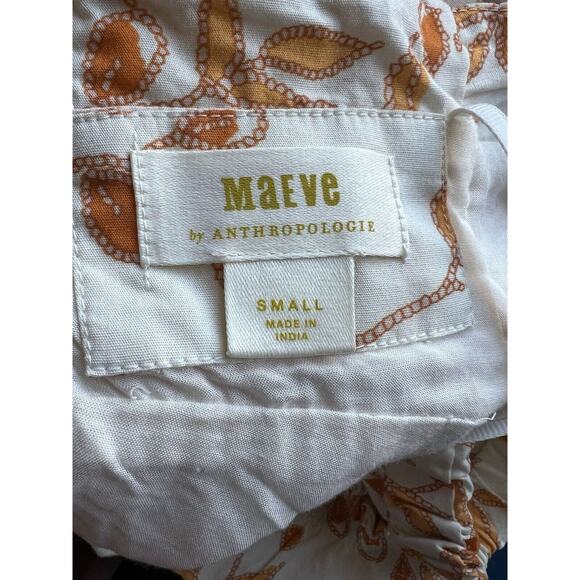 MaEVe
by ANTHROPOLOGIE
SMALL
MADE IN
INDIA